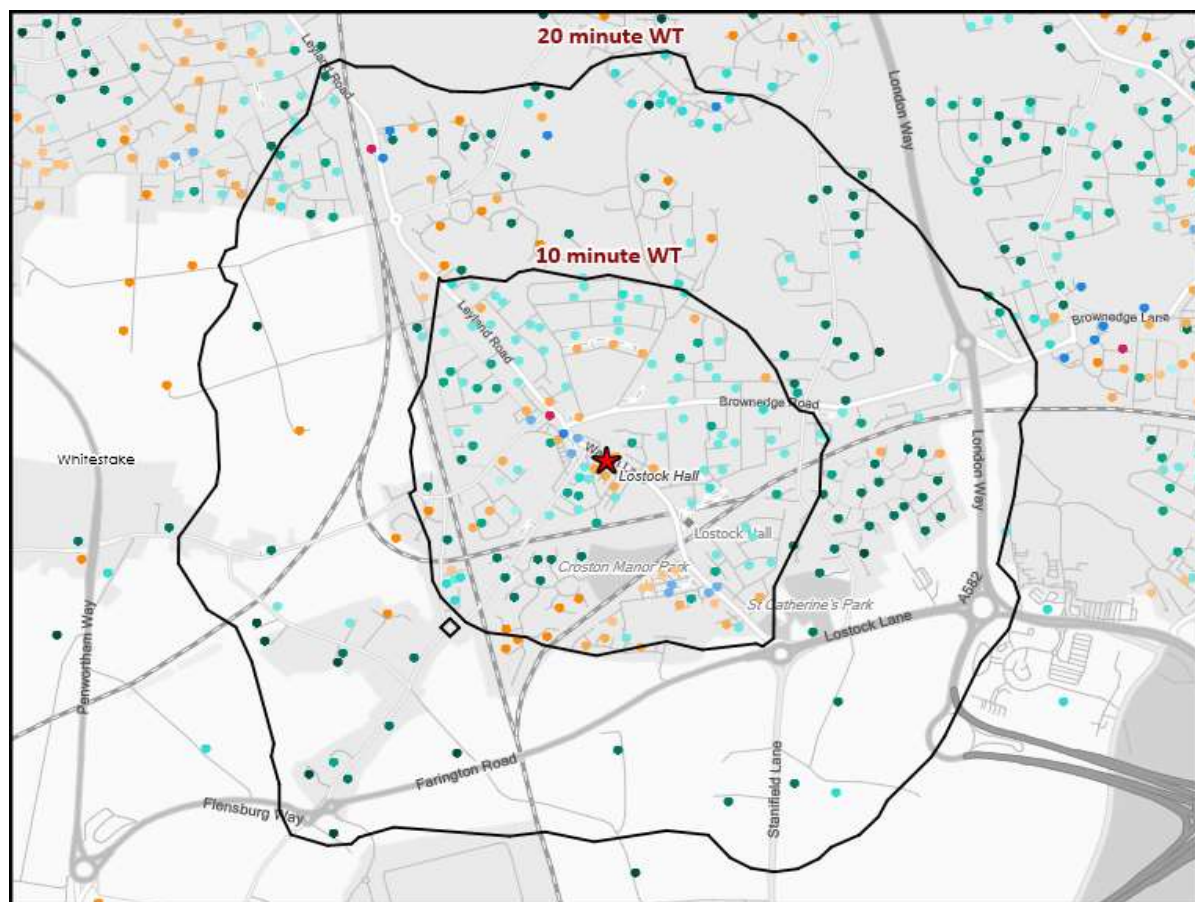 20 minute WT
Leyland Road
London Way
10 minute WT
Leyland Road
Brownedge Lane
Brownedge Road
Whitestake
Lostock Hall
London Way
Lostock Hall
Croston Manor Park
A582
St Catherine's Park
Lostock Lane
Penwortham Way
Farington Road
Flensburg Way
Stanifield Lane